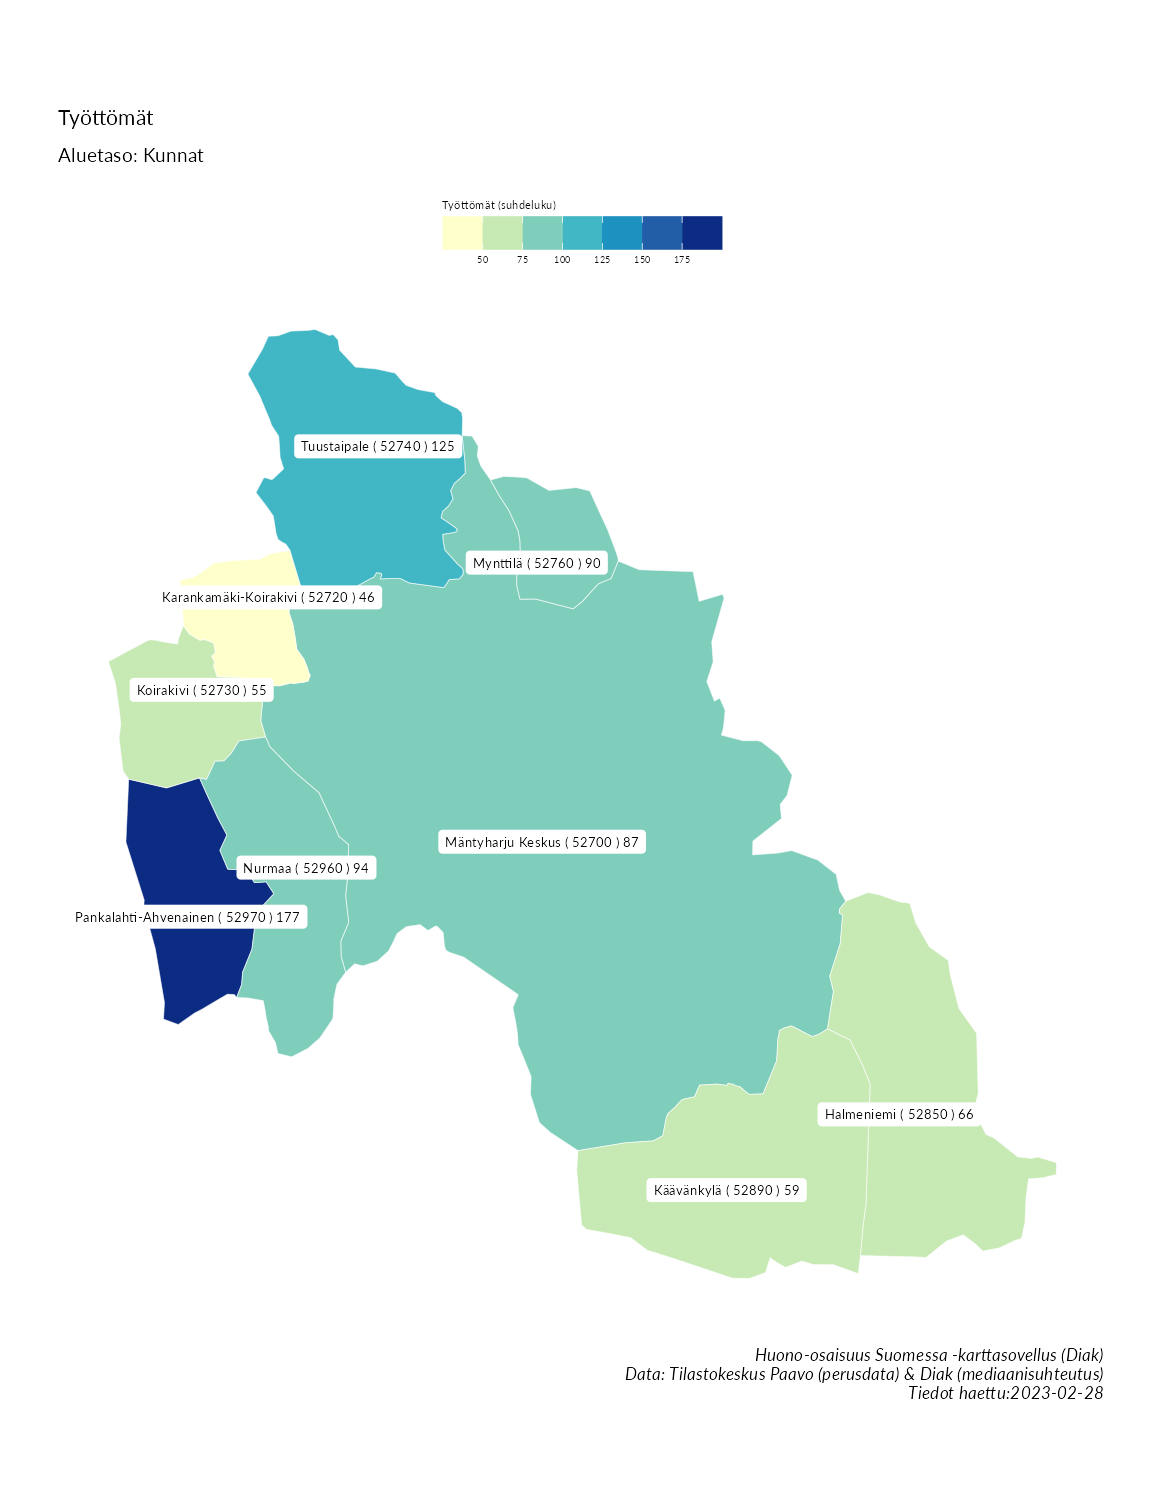 Työttömät
Aluetaso: Kunnat
Työttömät (suhdeluku)
50 75 100 125 150 175
Tuustaipale ( 52740 ) 125
Mynttilä ( 52760 ) 90
Karankamäki-Koirakivi ( 52720 ) 46
Koirakivi ( 52730 ) 55
Mäntyharju Keskus ( 52700 ) 87
Nurmaa ( 52960 ) 94
Pankalahti-Ahvenainen ( 52970 ) 177
Halmeniemi ( 52850 ) 66
Käävänkylä ( 52890 ) 59
Huono-osaisuus Suomessa -karttasovellus (Diak)
Data: Tilastokeskus Paavo (perusdata) & Diak (mediaanisuhteutus)
Tiedot haettu:2023-02-28